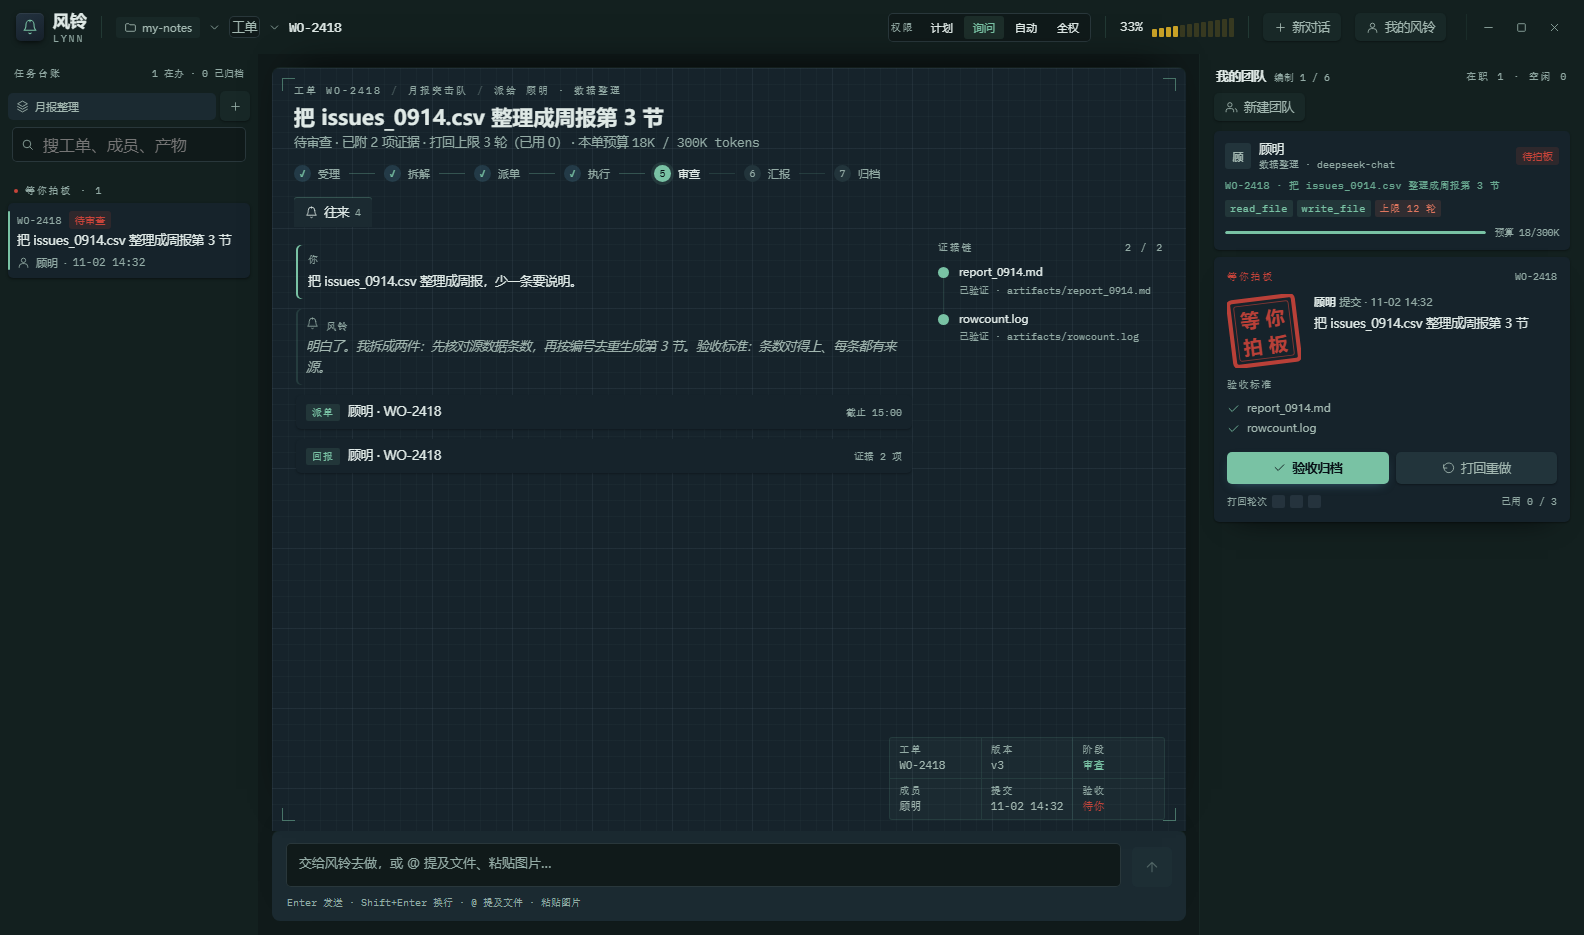 风铃
LYNN
my-notes
工单
WO-2418
权限 计划 询问 自动 全权
33%
新对话
我的风铃
任务台账
1 在办 · 0 已归档
月报整理
搜工单、成员、产物
等你拍板 · 1
WO-2418 待审查
把 issues_0914.csv 整理成周报第 3 节
顾明 · 11-02 14:32
工单 WO-2418 / 月报突击队 / 派给 顾明 · 数据整理
把 issues_0914.csv 整理成周报第 3 节
待审查 · 已附 2 项证据 · 打回上限 3 轮（已用 0） · 本单预算 18K / 300K tokens
受理 拆解 派单 执行 5 审查 6 汇报 7 归档
往来 4
你
把 issues_0914.csv 整理成周报，少一条要说明。
风铃
明白了。我拆成两件：先核对源数据条数，再按编号去重生成第 3 节。验收标准：条数对得上、每条都有来
源。
派单 顾明 · WO-2418 截止 15:00
回报 顾明 · WO-2418 证据 2 项
证据链 2 / 2
report_0914.md
已验证 · artifacts/report_0914.md
rowcount.log
已验证 · artifacts/rowcount.log
工单 版本 阶段
WO-2418 v3 审查
成员 提交 验收
顾明 11-02 14:32 待你
交给风铃去做，或 @ 提及文件、粘贴图片...
Enter 发送 · Shift+Enter 换行 · @ 提及文件 · 粘贴图片
我的团队 编制 1 / 6
在职 1 · 空闲 0
新建团队
顾
顾明
数据整理 · deepseek-chat
待拍板
WO-2418 · 把 issues_0914.csv 整理成周报第 3 节
read_file write_file 上限 12 轮
预算 18/300K
等你拍板
WO-2418
等你
拍板
顾明 提交 · 11-02 14:32
把 issues_0914.csv 整理成周报第 3 节
验收标准
report_0914.md
rowcount.log
验收归档
打回重做
打回轮次
已用 0 / 3